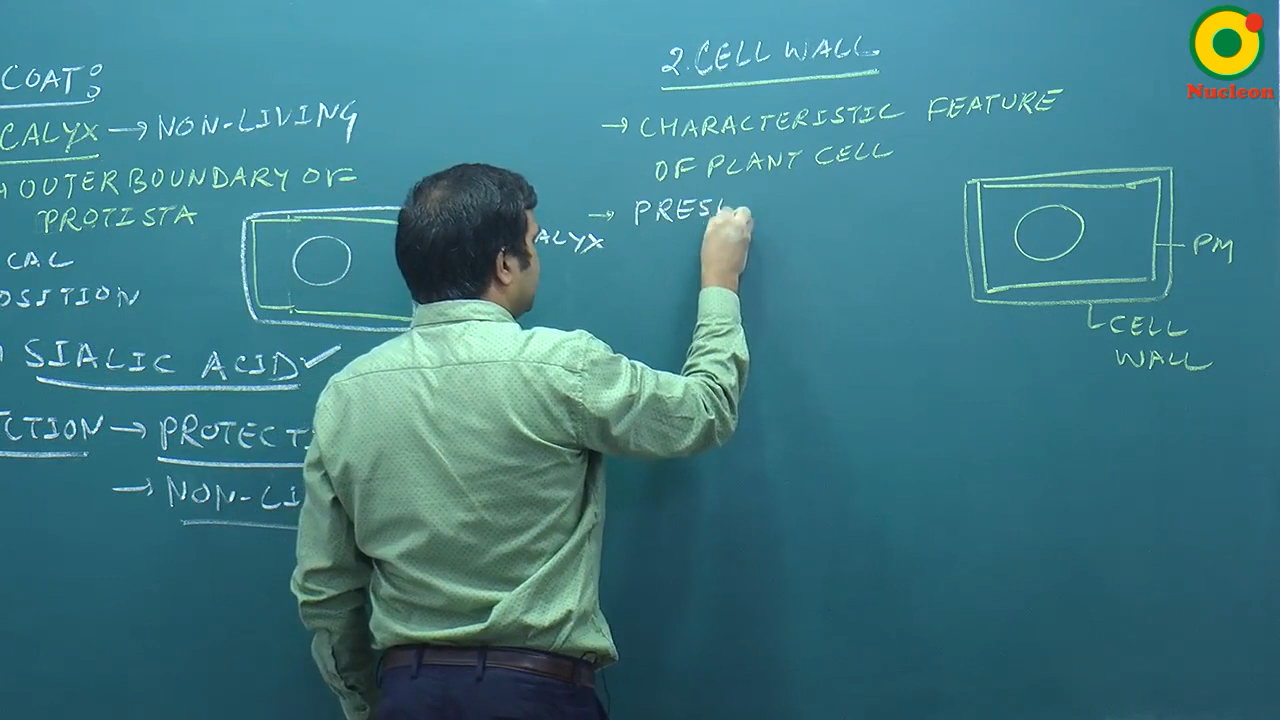 COAT:
CALYX → NON-LIVING
→ OUTER BOUNDARY OF
PROTISTA
CAL
OSITION
SIALIC ACID ✓
CTION → PROTECT
→ NON-LI
ALYX
2. CELL WALL
→ CHARACTERISTIC FEATURE
OF PLANT CELL
→ PRES
PM
CELL
WALL
Nucleon